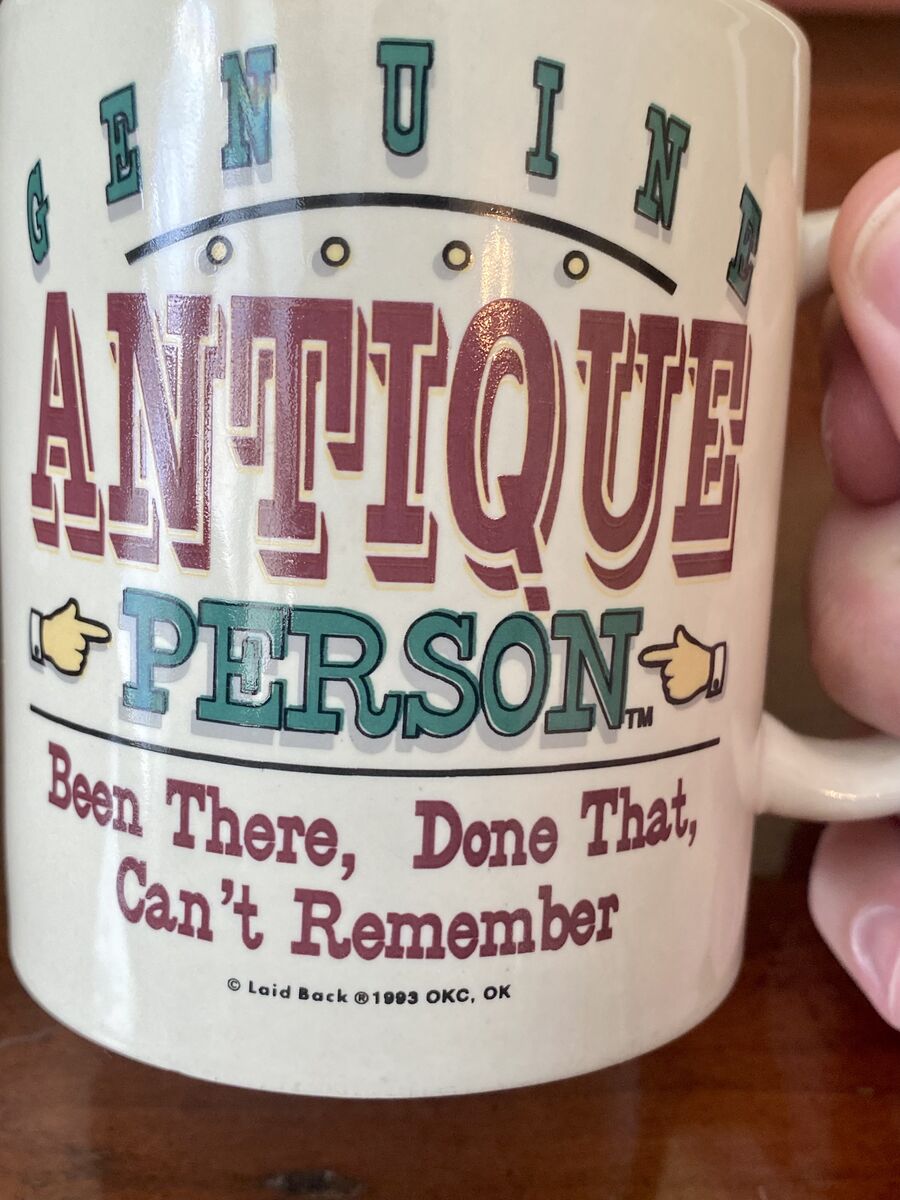 GENUINE
ANTIQUE
PERSON™
Been There, Done That,
Can't Remember
© Laid Back ® 1993 OKC, OK